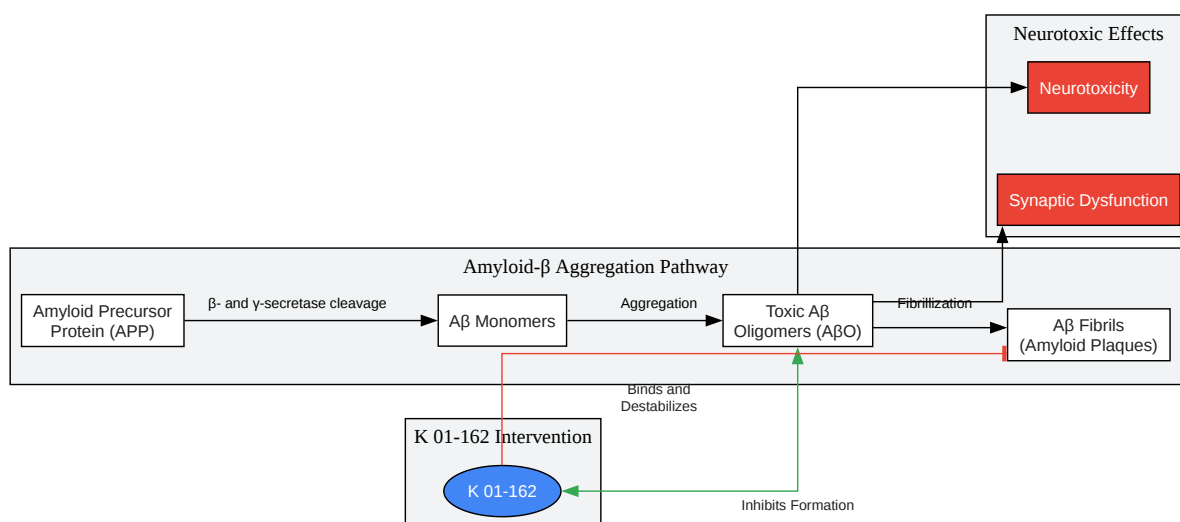 Neurotoxic Effects
Neurotoxicity
Synaptic Dysfunction
Amyloid-β Aggregation Pathway
Amyloid Precursor
Protein (APP)
β- and γ-secretase cleavage
Aβ Monomers
Aggregation
Toxic Aβ
Oligomers (AβO)
Fibrillization
Aβ Fibrils
(Amyloid Plaques)
Binds and
Destabilizes
K 01-162 Intervention
K 01-162
Inhibits Formation